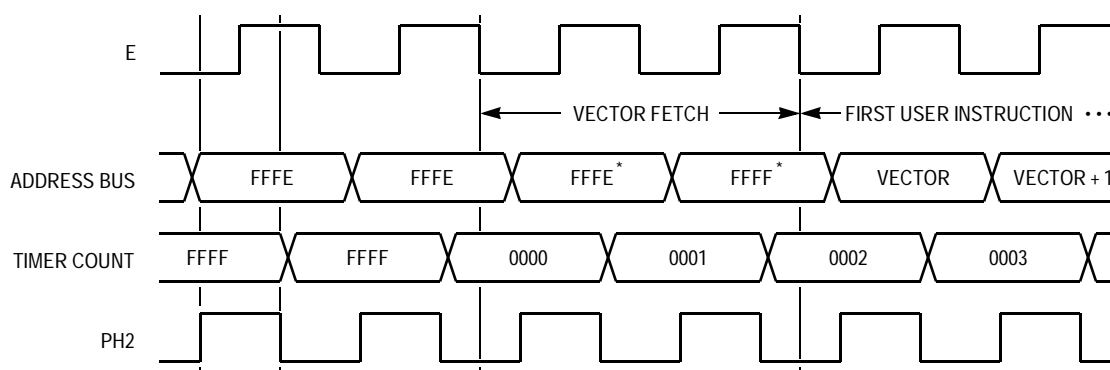 E
VECTOR FETCH FIRST USER INSTRUCTION •••
ADDRESS BUS FFFE FFFE FFFE* FFFF* VECTOR VECTOR + 1
TIMER COUNT FFFF FFFF 0000 0001 0002 0003
PH2